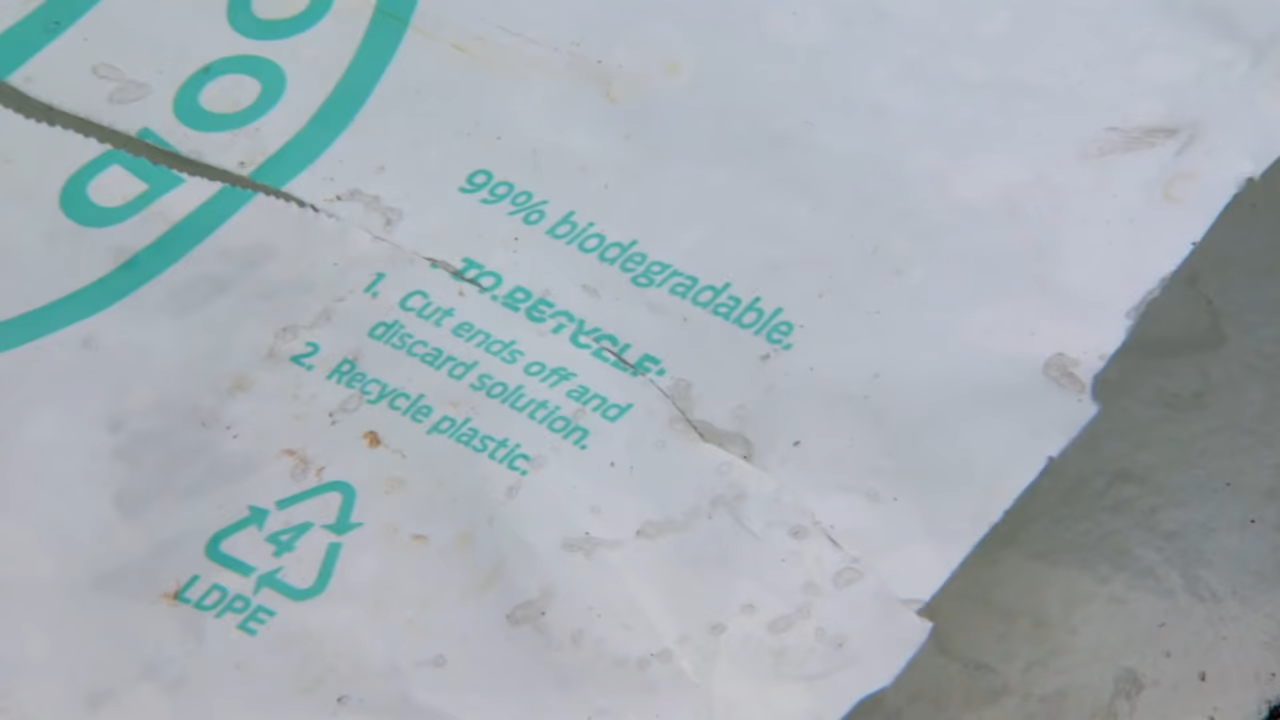 99% biodegradable.
TO RECYCLE:
1. Cut ends off and
discard solution.
2. Recycle plastic.
4
LDPE